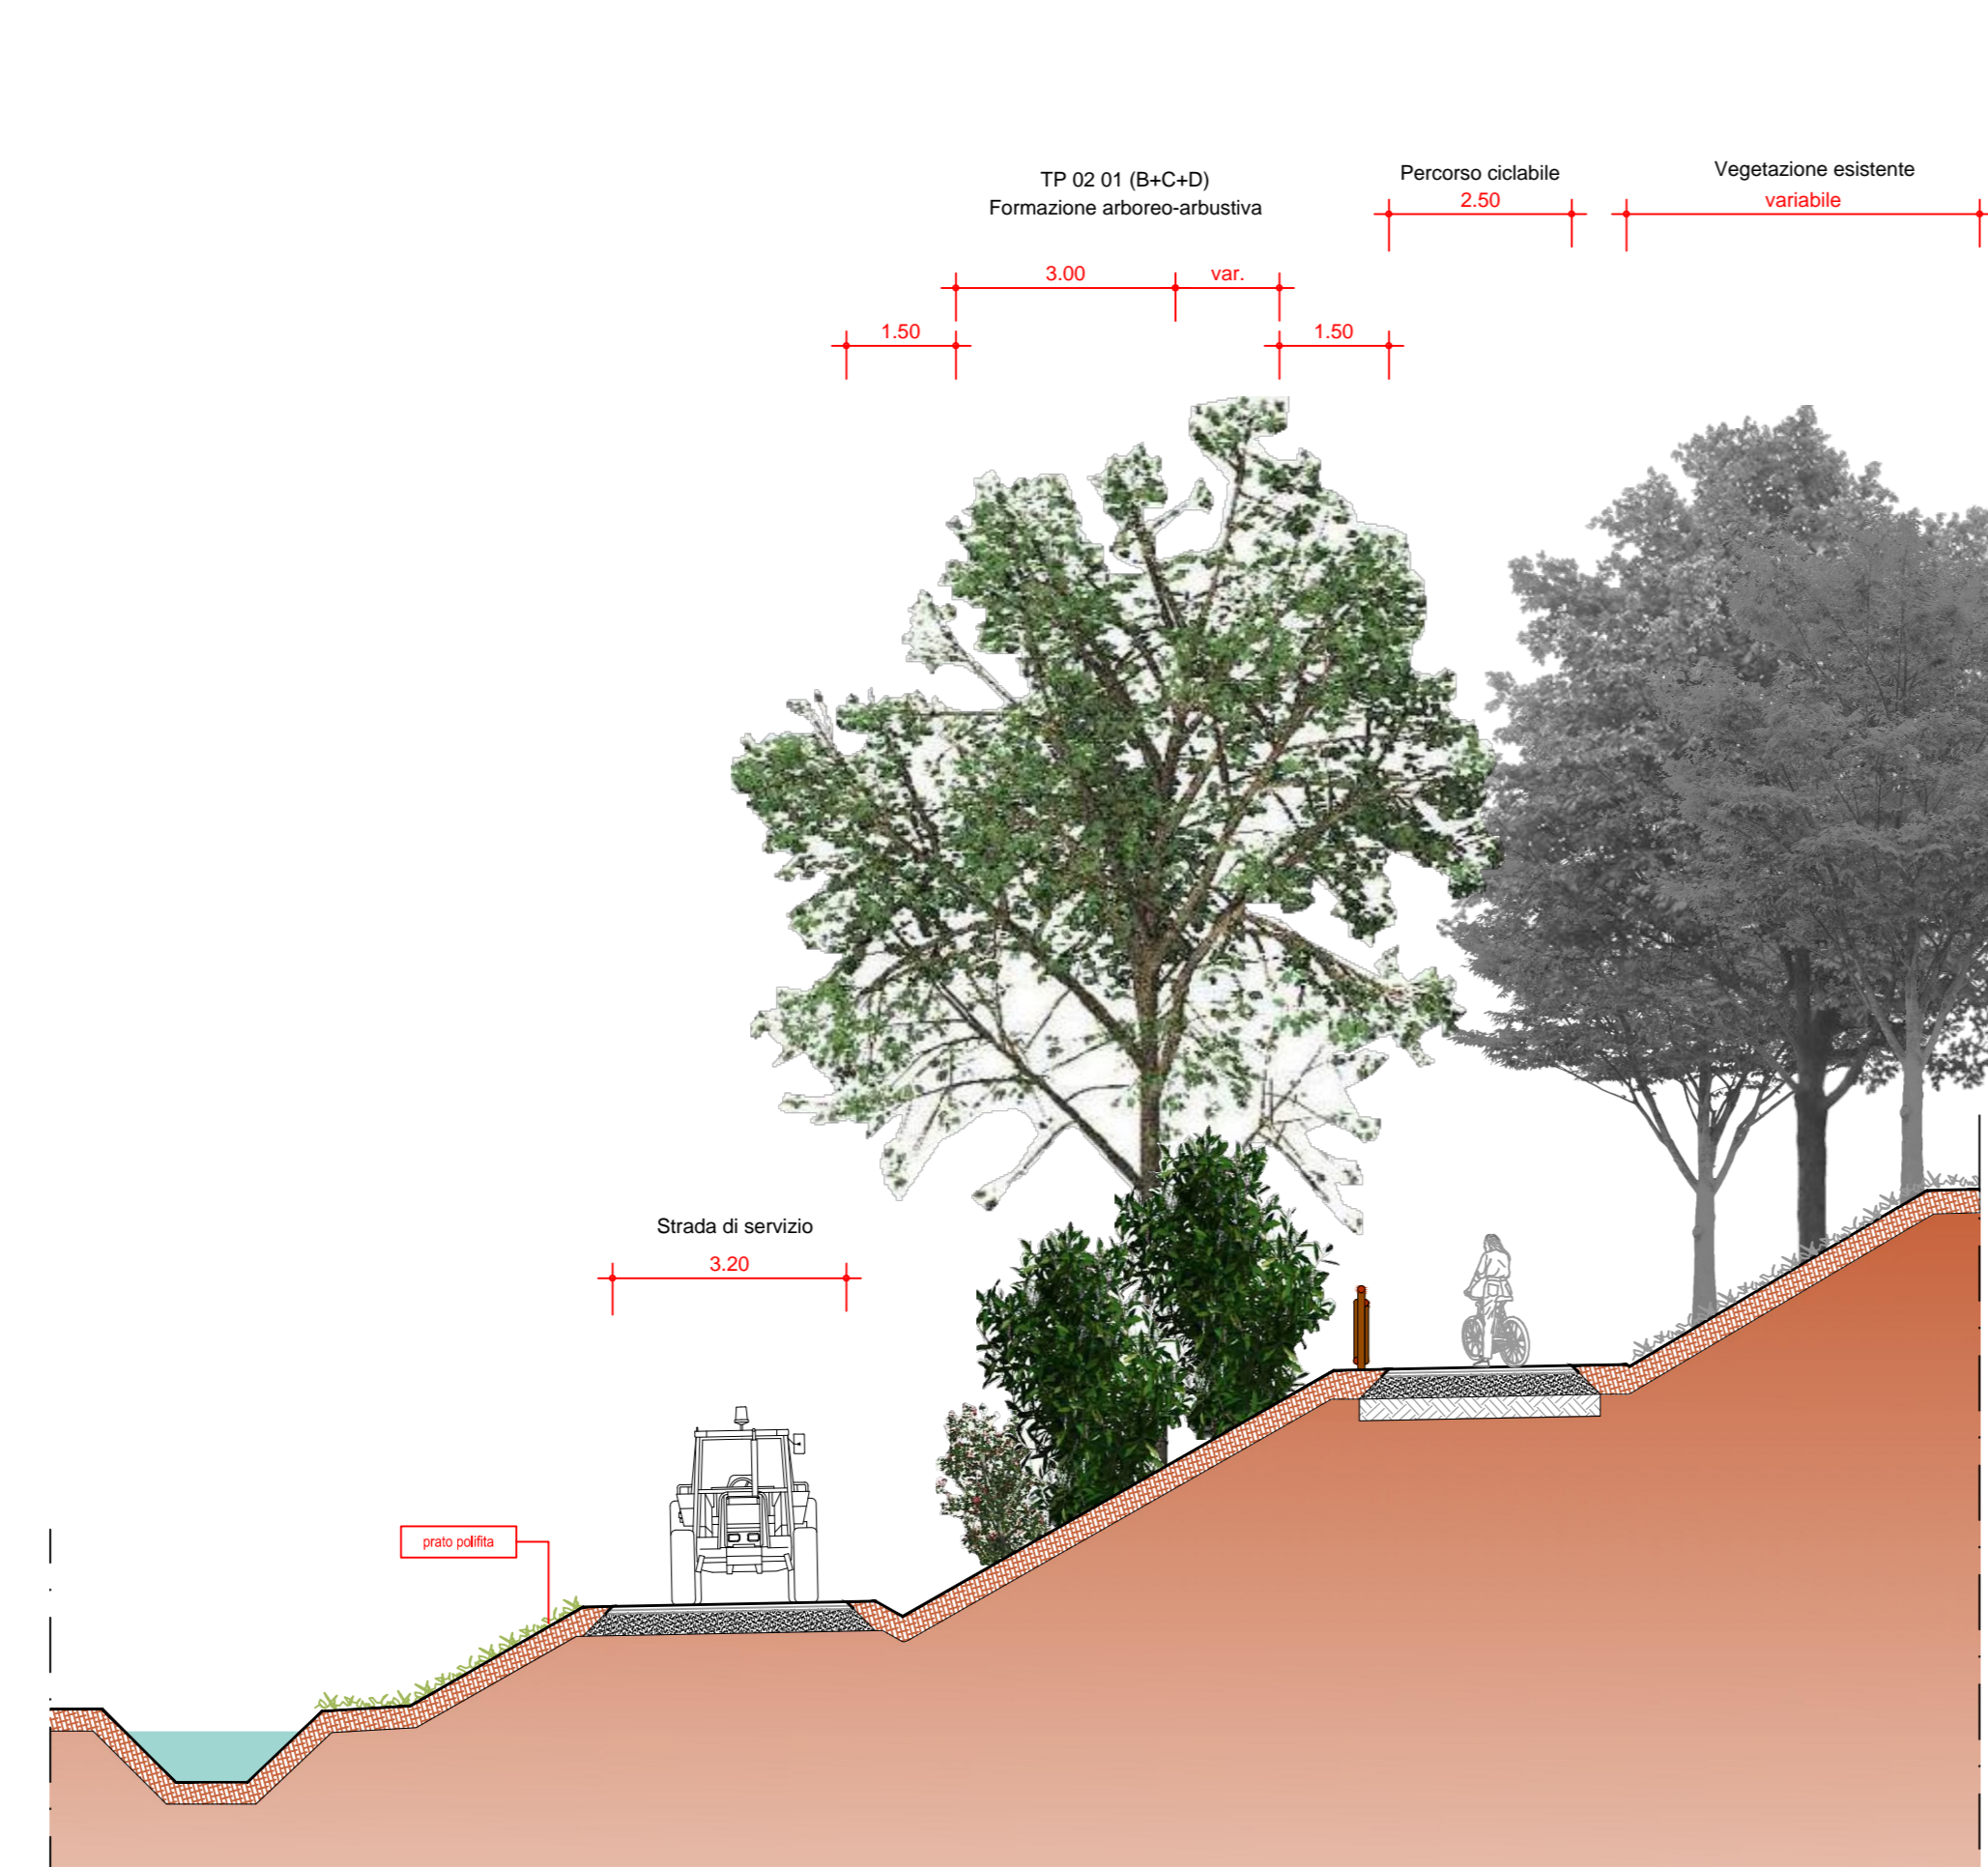 TP 02 01 (B+C+D)
Formazione arboreo-arbustiva
Percorso ciclabile
2.50
Vegetazione esistente
variabile
3.00
var.
1.50
1.50
Strada di servizio
3.20
prato polifita